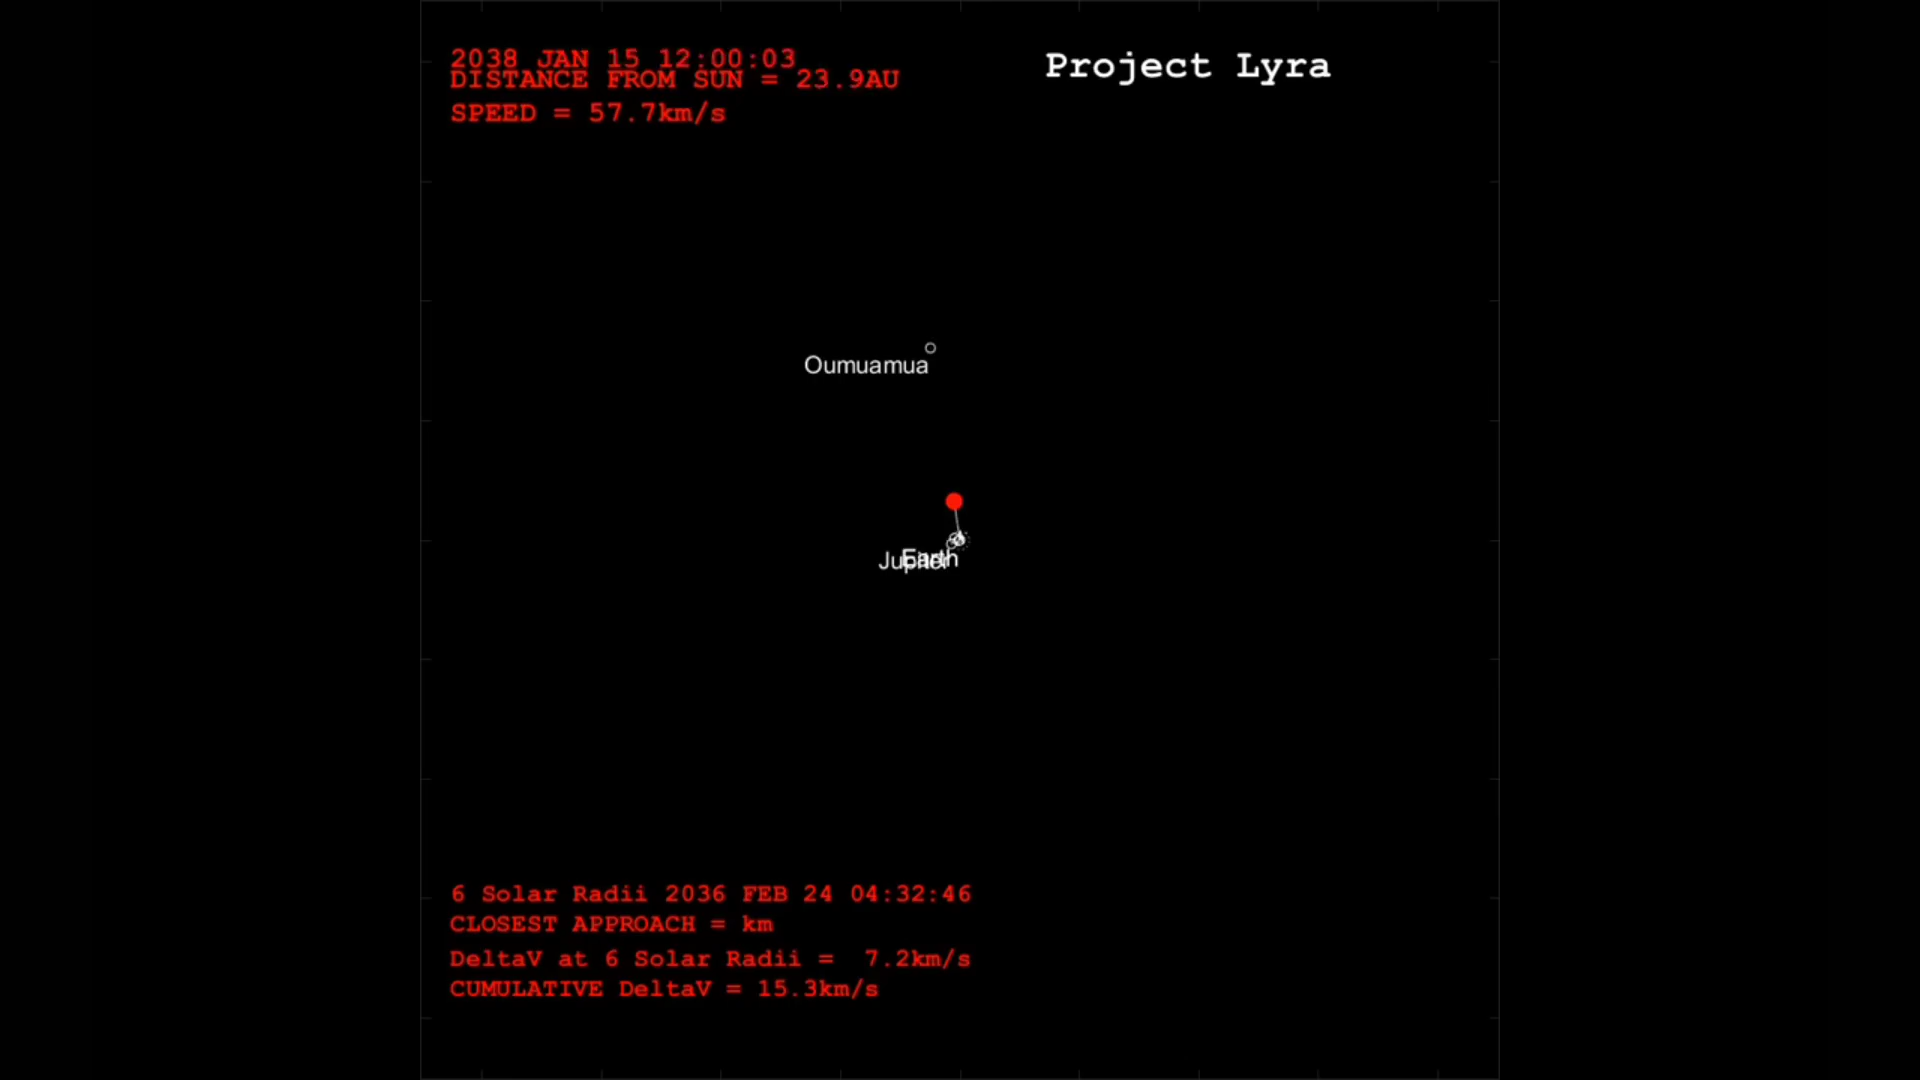 2038 JAN 15 12:00:03
DISTANCE FROM SUN = 23.9AU
SPEED = 57.7km/s
Project Lyra
Oumuamua
Jupiter
Earth
6 Solar Radii 2036 FEB 24 04:32:46
CLOSEST APPROACH = km
DeltaV at 6 Solar Radii = 7.2km/s
CUMULATIVE DeltaV = 15.3km/s